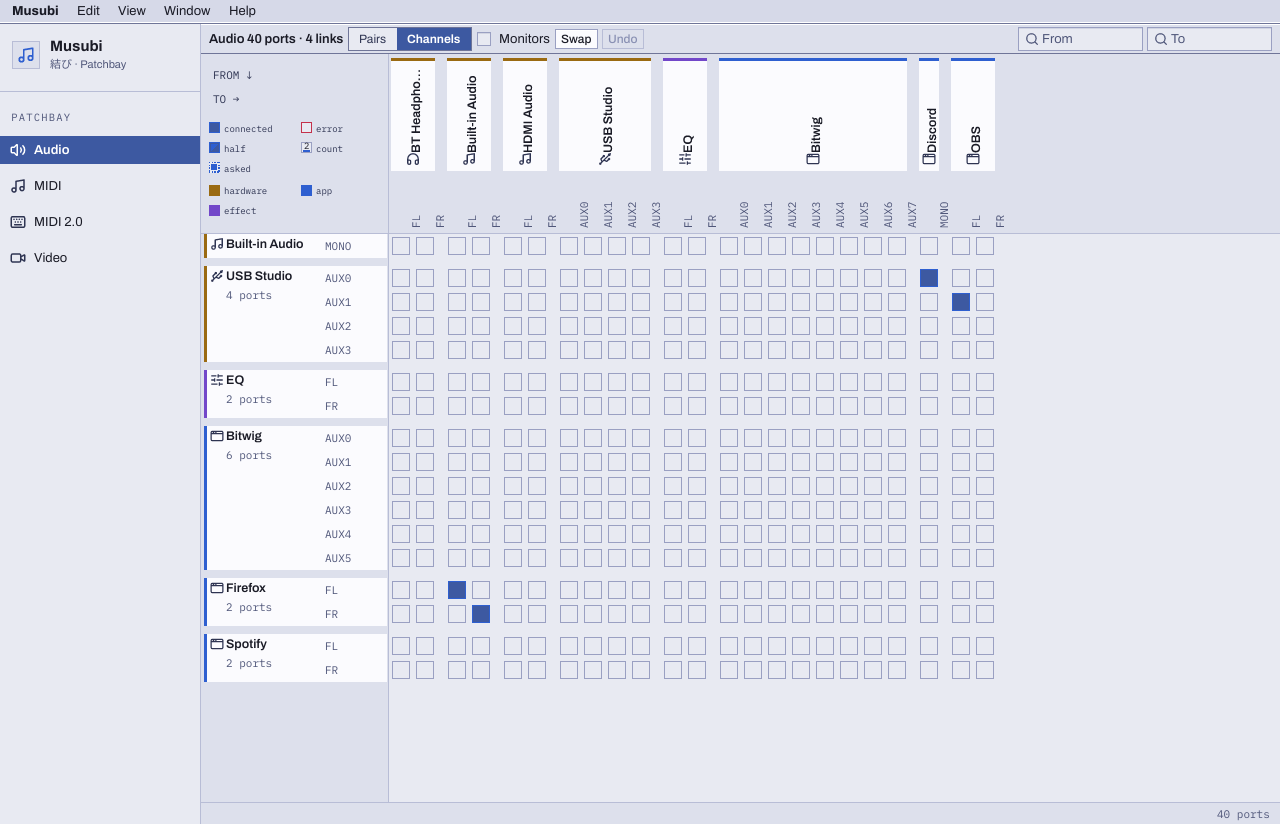 Musubi Edit View Window Help
Musubi
結び · Patchbay
PATCHBAY
Audio
MIDI
MIDI 2.0
Video
Audio 40 ports · 4 links Pairs Channels Monitors Swap Undo From To
FROM ↓
TO →
connected error
half 2 count
asked
hardware app
effect
BT Headpho… Built-in Audio HDMI Audio USB Studio EQ Bitwig Discord OBS
FL FR FL FR FL FR AUX0 AUX1 AUX2 AUX3 FL FR AUX0 AUX1 AUX2 AUX3 AUX4 AUX5 AUX6 AUX7 MONO FL FR
Built-in Audio MONO
USB Studio AUX0
4 ports
AUX1
AUX2
AUX3
EQ FL
2 ports
FR
Bitwig AUX0
6 ports
AUX1
AUX2
AUX3
AUX4
AUX5
Firefox FL
2 ports
FR
Spotify FL
2 ports
FR
40 ports